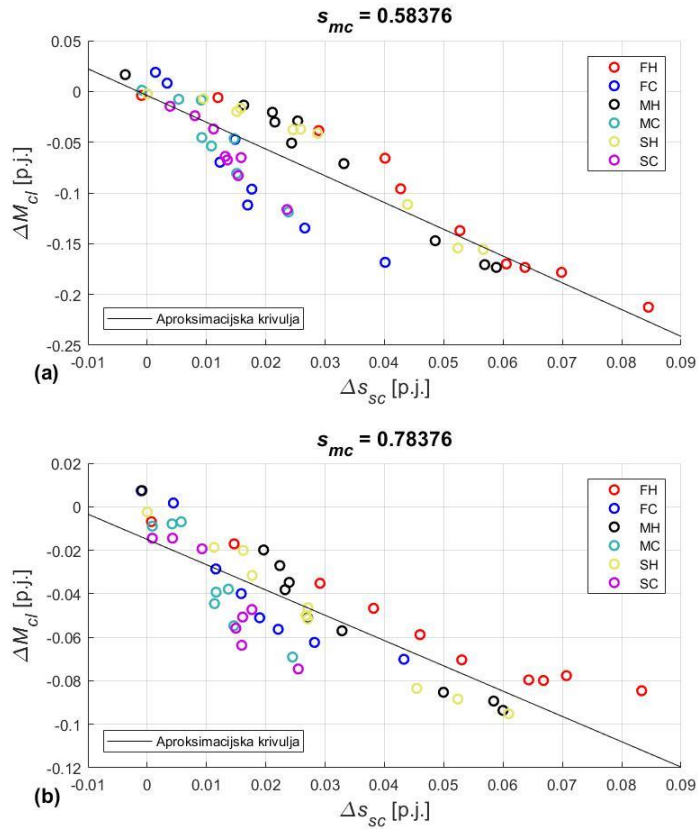 s_mc = 0.58376
0.05
0
-0.05
-0.1
-0.15
-0.2
-0.25
ΔM_cl [p.j.]
FH
FC
MH
MC
SH
SC
Aproksimacijska krivulja
-0.01 0 0.01 0.02 0.03 0.04 0.05 0.06 0.07 0.08 0.09
(a)
Δs_sc [p.j.]
s_mc = 0.78376
0.02
0
-0.02
-0.04
-0.06
-0.08
-0.1
-0.12
ΔM_cl [p.j.]
FH
FC
MH
MC
SH
SC
Aproksimacijska krivulja
-0.01 0 0.01 0.02 0.03 0.04 0.05 0.06 0.07 0.08 0.09
(b)
Δs_sc [p.j.]